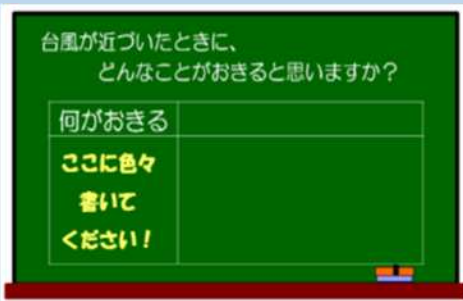 台風が近づいたときに、
どんなことがおきると思いますか？
何がおきる
ここに色々
書いて
ください！